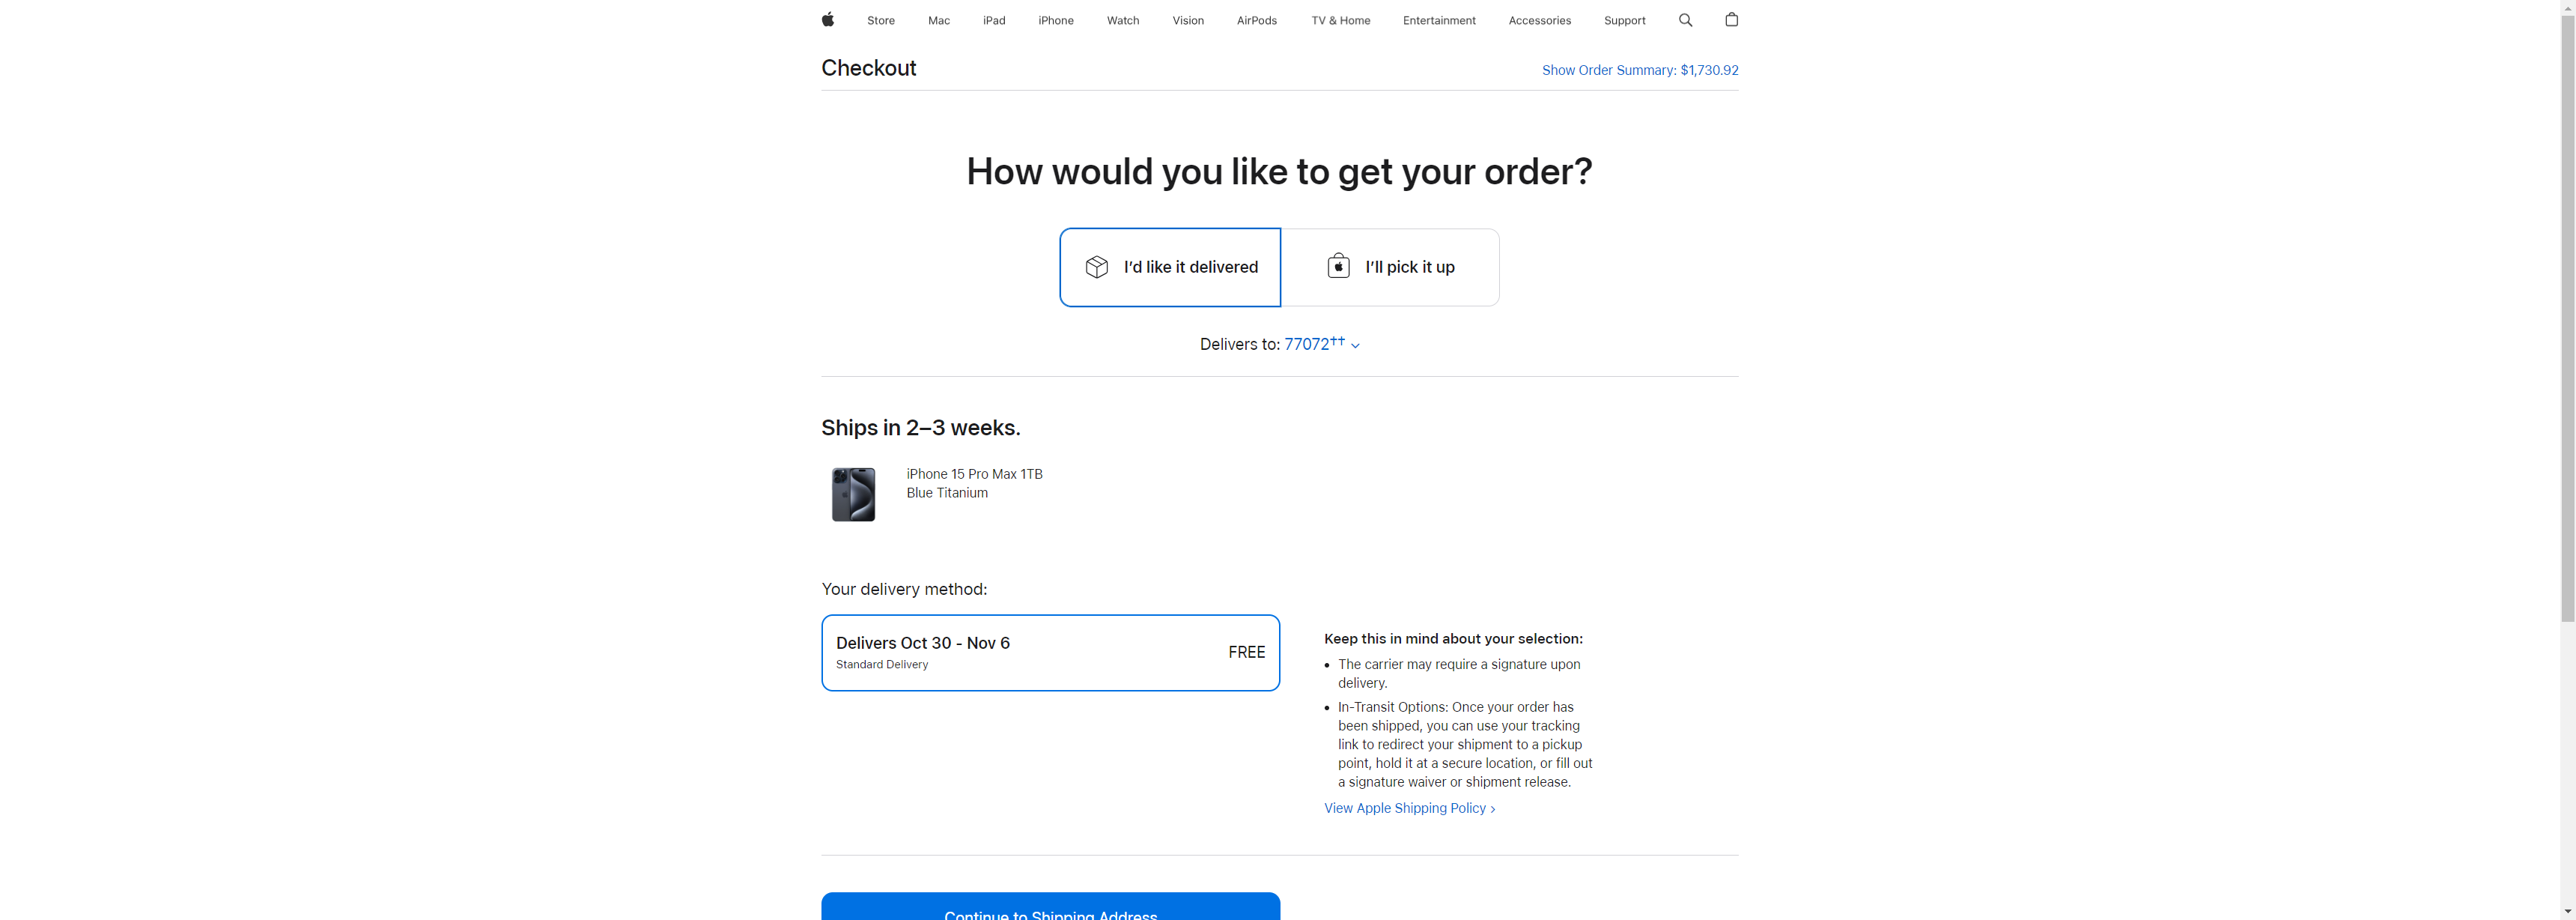 Store Mac iPad iPhone Watch Vision AirPods TV & Home Entertainment Accessories Support
Checkout
Show Order Summary: $1,730.92
How would you like to get your order?
I’d like it delivered
I’ll pick it up
Delivers to: 77072††
Ships in 2–3 weeks.
iPhone 15 Pro Max 1TB
Blue Titanium
Your delivery method:
Delivers Oct 30 - Nov 6
Standard Delivery
FREE
Keep this in mind about your selection:
• The carrier may require a signature upon
delivery.
• In-Transit Options: Once your order has
been shipped, you can use your tracking
link to redirect your shipment to a pickup
point, hold it at a secure location, or fill out
a signature waiver or shipment release.
View Apple Shipping Policy >
Continue to Shipping Address